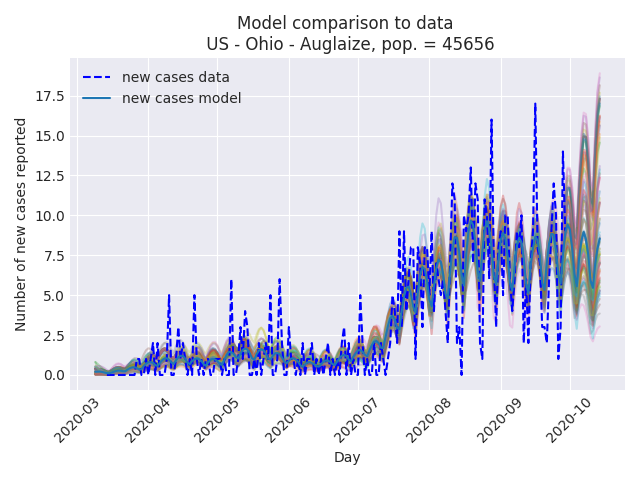 Model comparison to data
US - Ohio - Auglaize, pop. = 45656
new cases data
new cases model
Number of new cases reported
17.5
15.0
12.5
10.0
7.5
5.0
2.5
0.0
2020-03
2020-04
2020-05
2020-06
2020-07
2020-08
2020-09
2020-10
Day